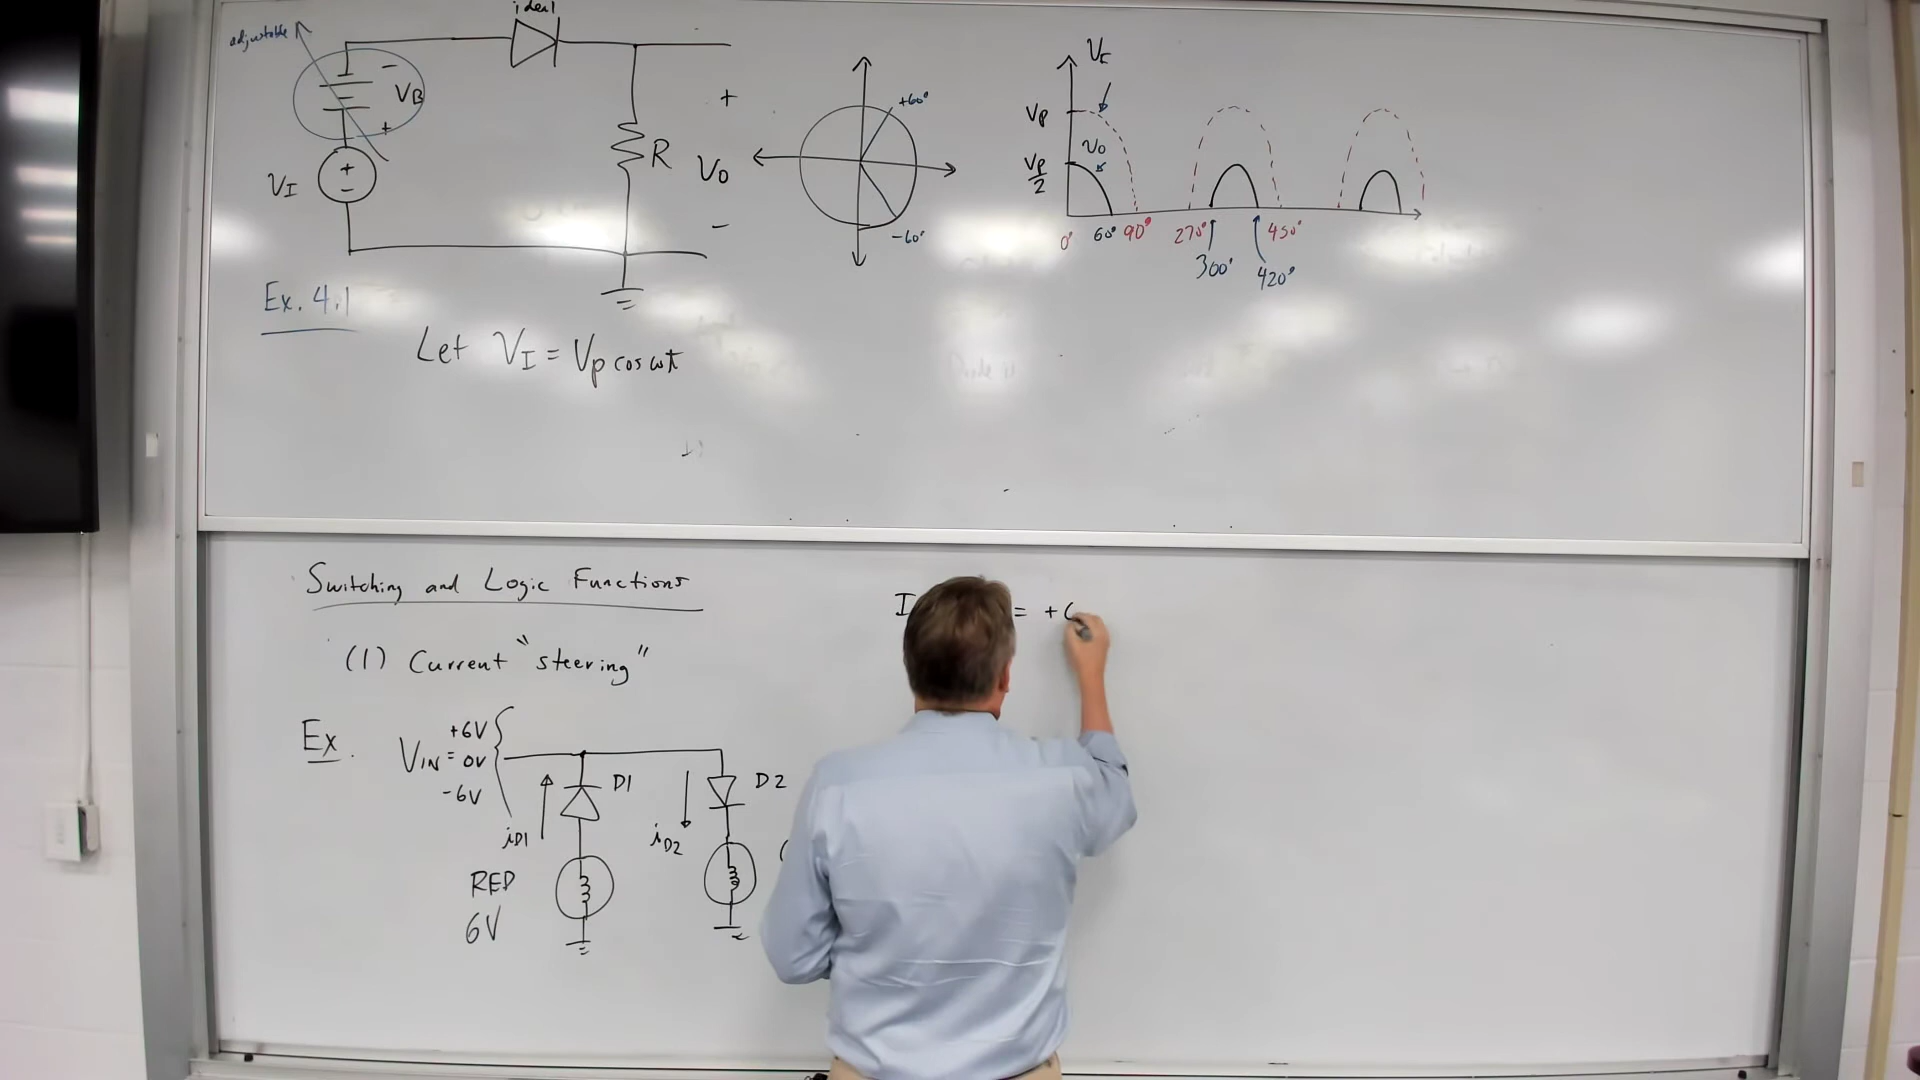 ideal
adjustable
−
VB
+
+
−
VI
R
+
Vo
−
+60°
−60°
VI
Vp
Vo
Vp/2
0° 60° 90° 270° 450°
300° 420°
Ex. 4.1
Let VI = Vp cos ωt
Switching and Logic Functions
(1) Current "steering"
Ex.
+6V
VIN = 0V
−6V
D1
D2
iD1
iD2
RED
6V
I
= +